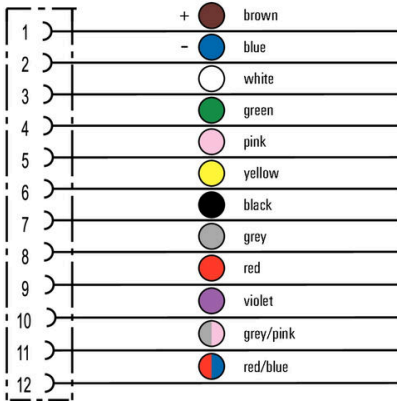 + brown
1
- blue
2
white
3
green
4
pink
5
yellow
6
black
7
grey
8
red
9
violet
10
grey/pink
11
red/blue
12